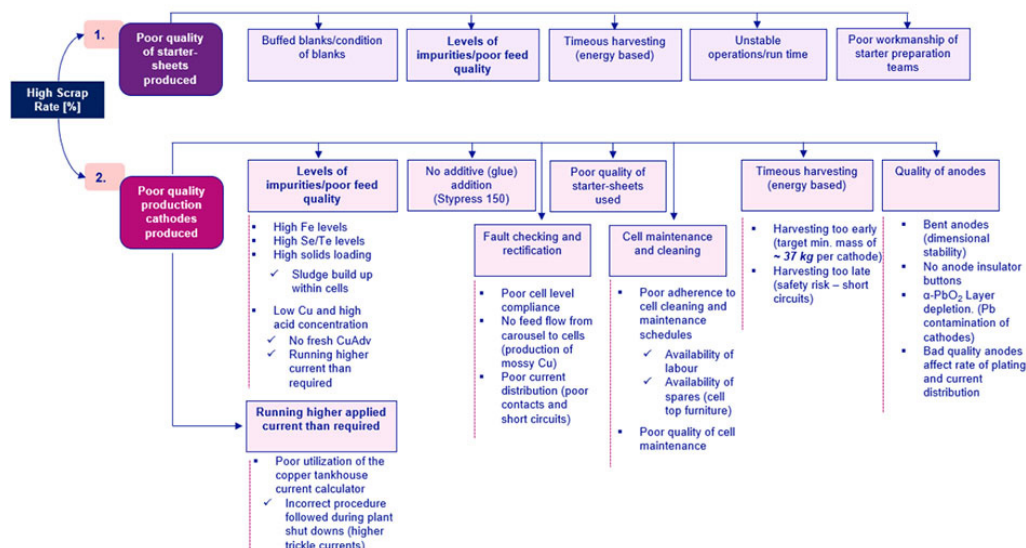 High Scrap
Rate [%]
1.
Poor quality
of starter-
sheets
produced
Buffed blanks/condition
of blanks
Levels of
impurities/poor feed
quality
Timeous harvesting
(energy based)
Unstable
operations/run time
Poor workmanship of
starter preparation
teams
2.
Poor quality
production
cathodes
produced
Levels of
impurities/poor feed
quality
▪ High Fe levels
▪ High Se/Te levels
▪ High solids loading
✓ Sludge build up
within cells
▪ Low Cu and high
acid concentration
✓ No fresh CuAdv
✓ Running higher
current than
required
No additive (glue)
addition
(Stypress 150)
Fault checking and
rectification
▪ Poor cell level
compliance
▪ No feed flow from
carousel to cells
(production of
mossy Cu)
▪ Poor current
distribution (poor
contacts and
short circuits)
Poor quality of
starter-sheets
used
Cell maintenance
and cleaning
▪ Poor adherence to
cell cleaning and
maintenance
schedules
✓ Availability of
labour
✓ Availability of
spares (cell
top furniture)
▪ Poor quality of cell
maintenance
Timeous harvesting
(energy based)
▪ Harvesting too early
(target min. mass of
~ 37 kg per cathode)
▪ Harvesting too late
(safety risk – short
circuits)
Quality of anodes
▪ Bent anodes
(dimensional
stability)
▪ No anode insulator
buttons
▪ α-PbO₂ Layer
depletion. (Pb
contamination of
cathodes)
▪ Bad quality anodes
affect rate of plating
and current
distribution
Running higher applied
current than required
▪ Poor utilization of the
copper tankhouse
current calculator
✓ Incorrect procedure
followed during plant
shut downs (higher
trickle currents)